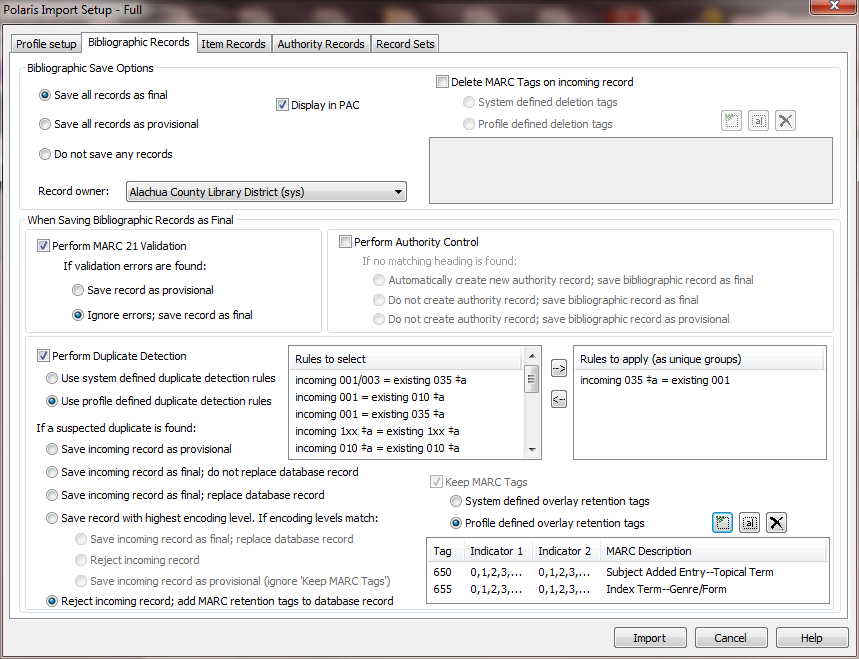 Polaris Import Setup - Full
Profile setup
Bibliographic Records
Item Records
Authority Records
Record Sets
Bibliographic Save Options
Save all records as final
Display in PAC
Save all records as provisional
Do not save any records
Record owner:
Alachua County Library District (sys)
Delete MARC Tags on incoming record
System defined deletion tags
Profile defined deletion tags
When Saving Bibliographic Records as Final
Perform MARC 21 Validation
If validation errors are found:
Save record as provisional
Ignore errors; save record as final
Perform Authority Control
If no matching heading is found:
Automatically create new authority record; save bibliographic record as final
Do not create authority record; save bibliographic record as final
Do not create authority record; save bibliographic record as provisional
Perform Duplicate Detection
Use system defined duplicate detection rules
Use profile defined duplicate detection rules
Rules to select
incoming 001/003 = existing 035 ‡a
incoming 001 = existing 010 ‡a
incoming 001 = existing 035 ‡a
incoming 1xx ‡a = existing 1xx ‡a
incoming 010 ‡a = existing 010 ‡a
-->
<--
Rules to apply (as unique groups)
incoming 035 ‡a = existing 001
If a suspected duplicate is found:
Save incoming record as provisional
Save incoming record as final; do not replace database record
Save incoming record as final; replace database record
Save record with highest encoding level. If encoding levels match:
Save incoming record as final; replace database record
Reject incoming record
Save incoming record as provisional (ignore 'Keep MARC Tags')
Reject incoming record; add MARC retention tags to database record
Keep MARC Tags
System defined overlay retention tags
Profile defined overlay retention tags
Tag Indicator 1 Indicator 2 MARC Description
650 0,1,2,3,... 0,1,2,3,... Subject Added Entry--Topical Term
655 0,1,2,3,... 0,1,2,3,... Index Term--Genre/Form
Import
Cancel
Help